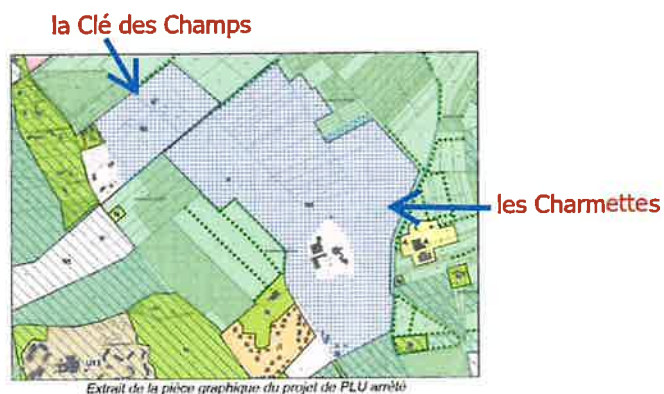 la Clé des Champs
les Charmettes
Extrait de la pièce graphique du projet de PLU arrêté